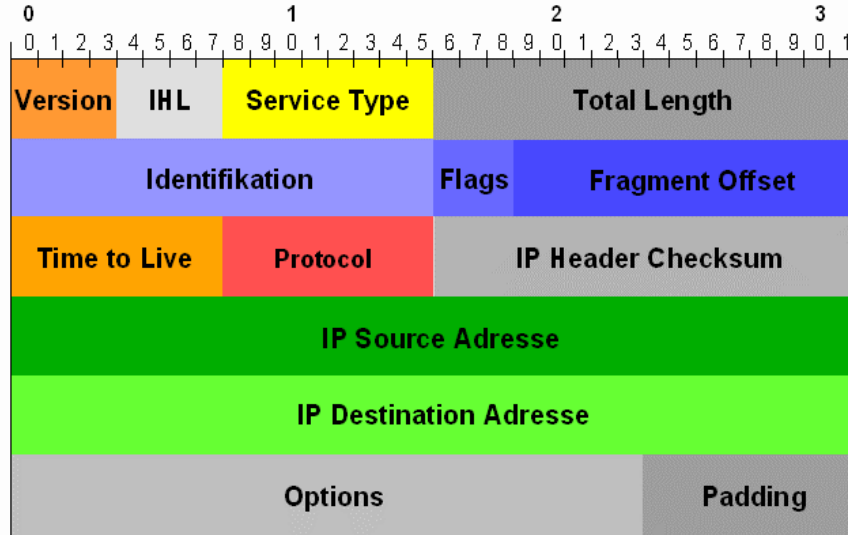 0 1 2 3
0 1 2 3 4 5 6 7 8 9 0 1 2 3 4 5 6 7 8 9 0 1 2 3 4 5 6 7 8 9 0 1
Version IHL Service Type Total Length
Identifikation Flags Fragment Offset
Time to Live Protocol IP Header Checksum
IP Source Adresse
IP Destination Adresse
Options Padding